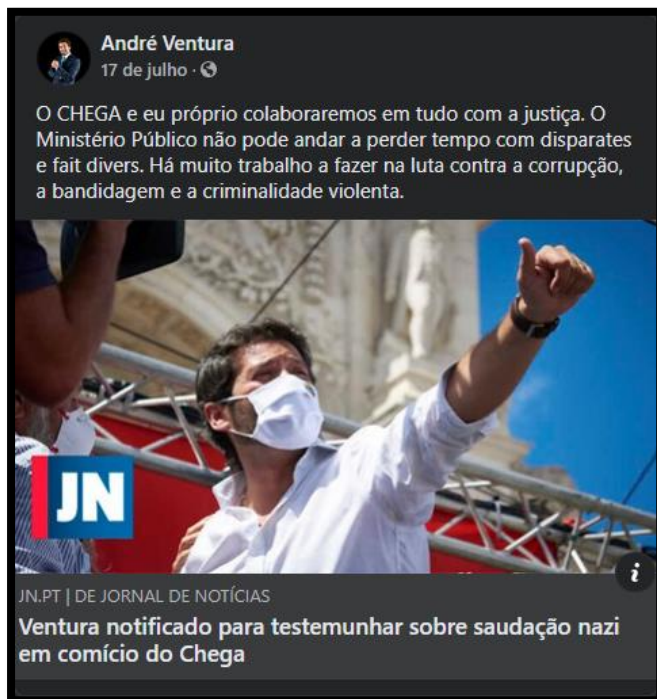 André Ventura
17 de julho ·
O CHEGA e eu próprio colaboraremos em tudo com a justiça. O
Ministério Público não pode andar a perder tempo com disparates
e fait divers. Há muito trabalho a fazer na luta contra a corrupção,
a bandidagem e a criminalidade violenta.
JN
i
JN.PT | DE JORNAL DE NOTÍCIAS
Ventura notificado para testemunhar sobre saudação nazi
em comício do Chega